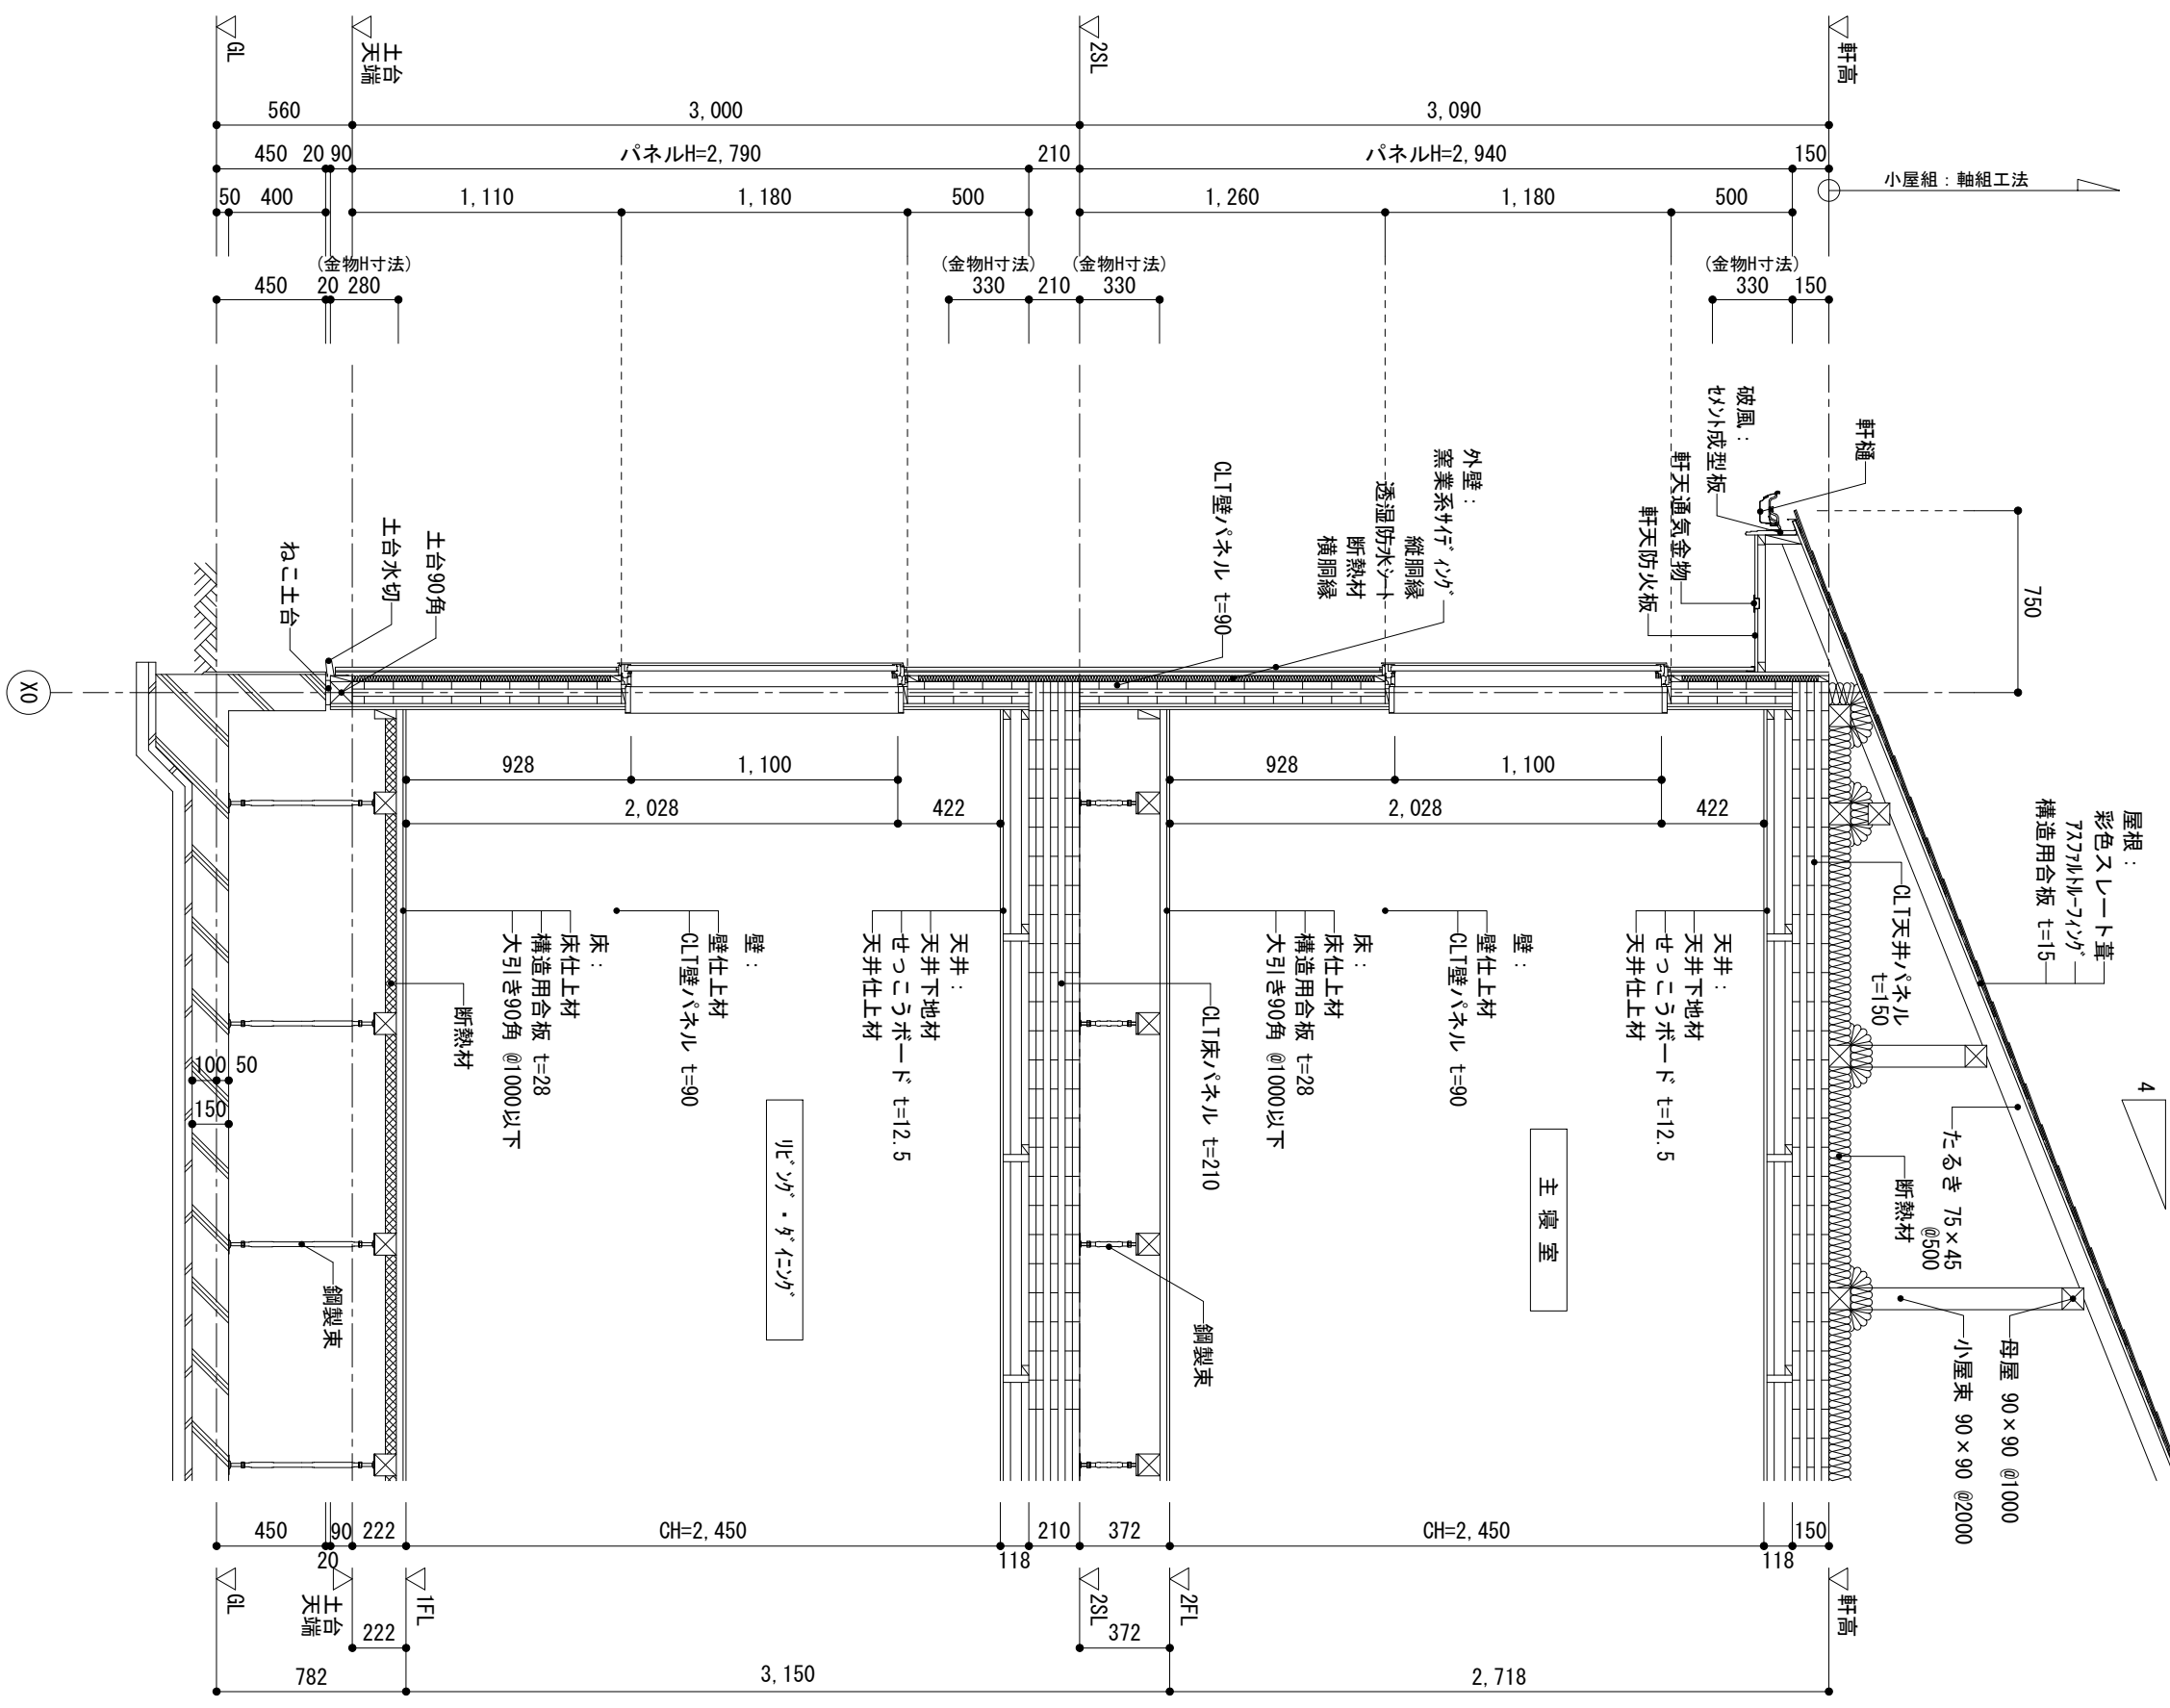 GL
土台
天端
2SL
軒高
560
3,000
3,090
450
20
90
パネルH=2,790
210
パネルH=2,940
150
小屋組：軸組工法
50
400
1,110
1,180
500
1,260
1,180
500
(金物H寸法)
(金物H寸法)
(金物H寸法)
(金物H寸法)
450
20
280
330
210
330
330
150
軒樋
破風：
セメント成型板
軒天通気金物
軒天防火板
750
外壁：
窯業系サイディング
縦胴縁
透湿防水シート
断熱材
横胴縁
CLT壁パネル t=90
土台90角
土台水切
ねこ土台
X0
928
1,100
928
1,100
2,028
422
2,028
422
屋根：
彩色スレート葺
アスファルトルーフィング
構造用合板 t=15
CLT天井パネル
t=150
天井：
天井下地材
せっこうボード t=12.5
天井仕上材
壁：
壁仕上材
CLT壁パネル t=90
床：
床仕上材
構造用合板 t=28
大引き90角 @1000以下
CLT床パネル t=210
天井：
天井下地材
せっこうボード t=12.5
天井仕上材
壁：
壁仕上材
CLT壁パネル t=90
床：
床仕上材
構造用合板 t=28
大引き90角 @1000以下
断熱材
100
50
150
4
たるき 75×45
@500
断熱材
主寝室
リビング・ダイニング
鋼製束
鋼製束
母屋 90×90 @1000
小屋束 90×90 @2000
450
90
222
CH=2,450
210
372
CH=2,450
150
20
118
118
GL
土台
天端
1FL
2SL
2FL
軒高
222
372
782
3,150
2,718